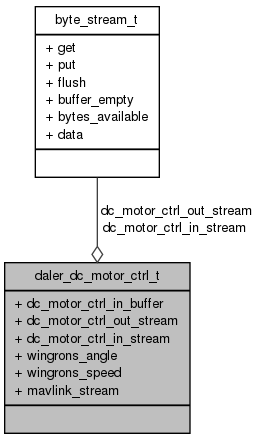 byte_stream_t
+ get
+ put
+ flush
+ buffer_empty
+ bytes_available
+ data
dc_motor_ctrl_out_stream
dc_motor_ctrl_in_stream
daler_dc_motor_ctrl_t
+ dc_motor_ctrl_in_buffer
+ dc_motor_ctrl_out_stream
+ dc_motor_ctrl_in_stream
+ wingrons_angle
+ wingrons_speed
+ mavlink_stream